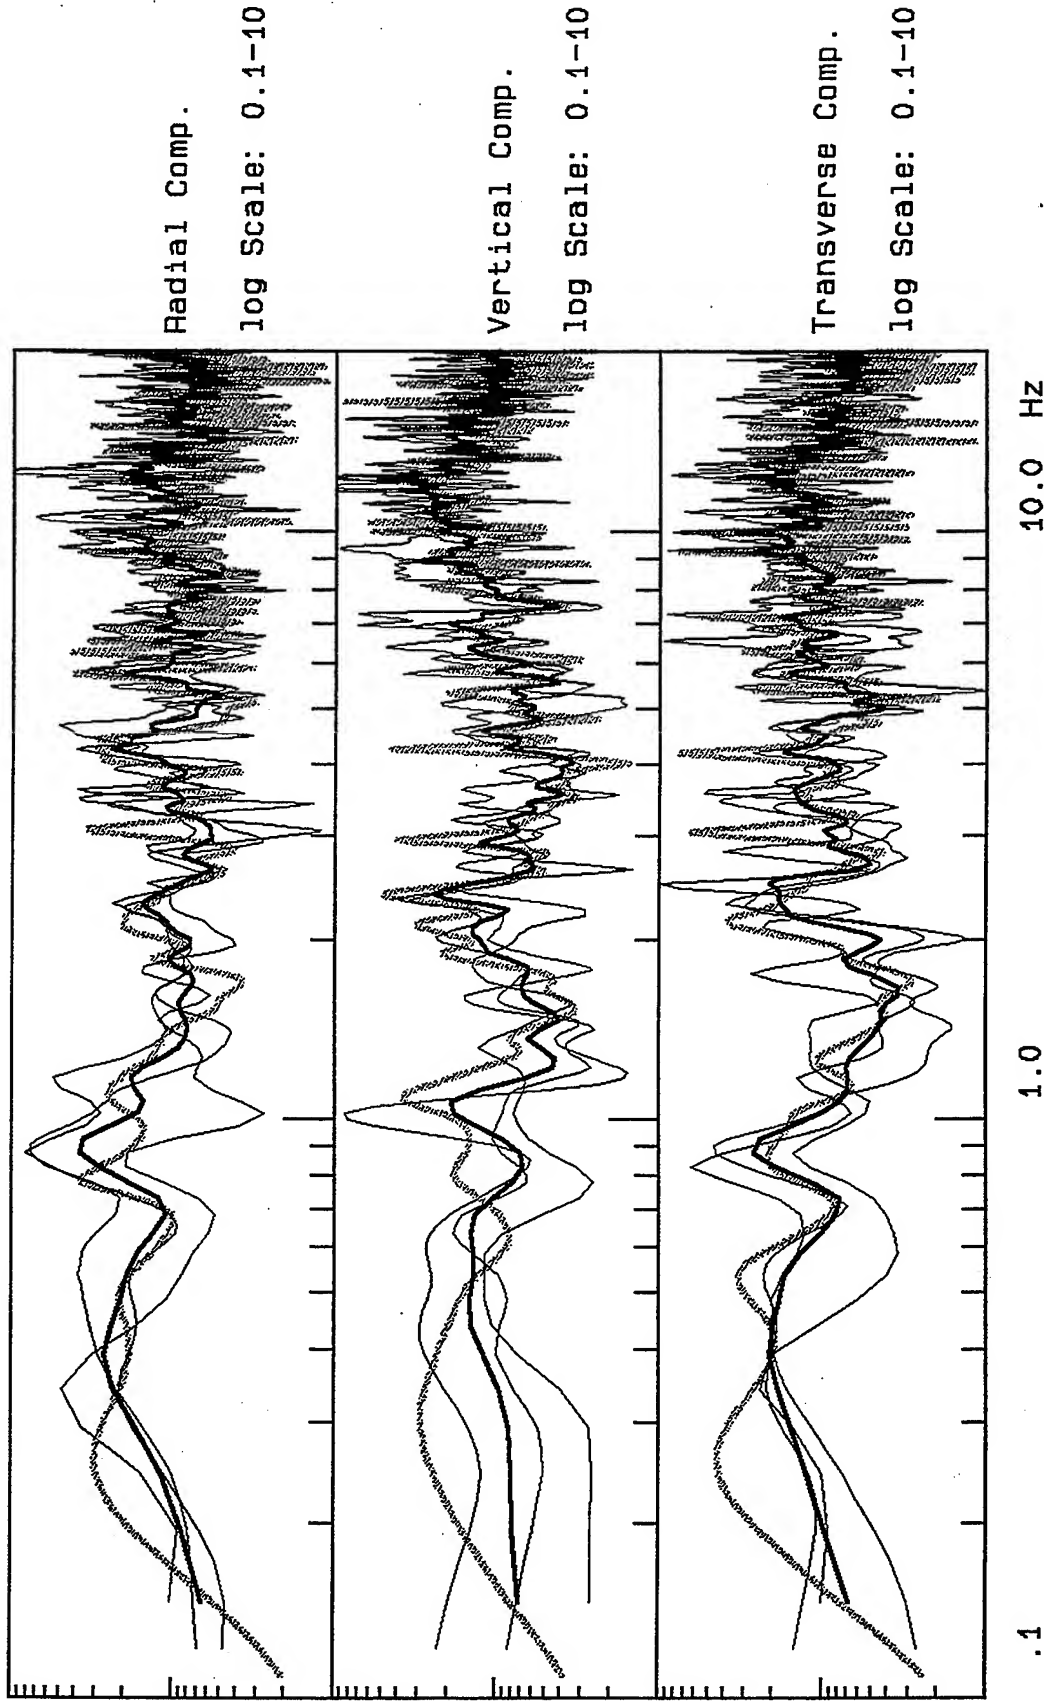 Radial Comp.
log Scale: 0.1-10
Vertical Comp.
log Scale: 0.1-10
Transverse Comp.
log Scale: 0.1-10
.1 1.0 10.0 Hz